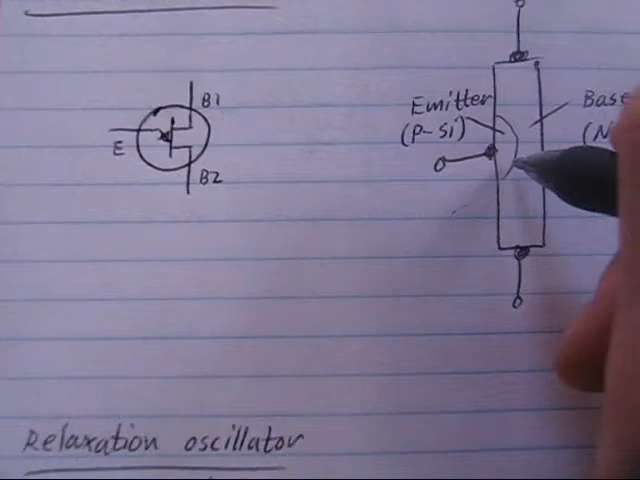 B1
E
B2
Emitter
(P-Si)
Base
(N
Relaxation oscillator